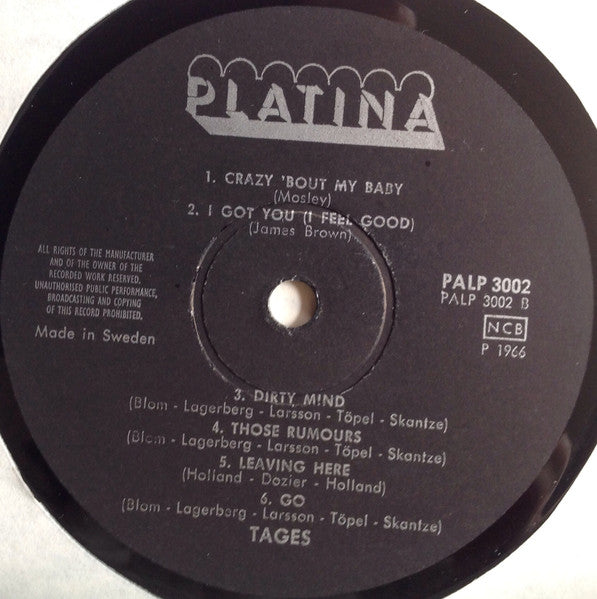 PLATINA
1. CRAZY 'BOUT MY BABY
(Mosley)
2. I GOT YOU (I FEEL GOOD)
(James Brown)
ALL RIGHTS OF THE MANUFACTURER
AND OF THE OWNER OF THE
RECORDED WORK RESERVED.
UNAUTHORISED PUBLIC PERFORMANCE,
BROADCASTING AND COPYING
OF THIS RECORD PROHIBITED.
Made in Sweden
PALP 3002
PALP 3002 B
NCB
P 1966
3. DIRTY MIND
(Blom - Lagerberg - Larsson - Töpel - Skantze)
4. THOSE RUMOURS
(Blom - Lagerberg - Larsson - Töpel - Skantze)
5. LEAVING HERE
(Holland - Dozier - Holland)
6. GO
(Blom - Lagerberg - Larsson - Töpel - Skantze)
TAGES